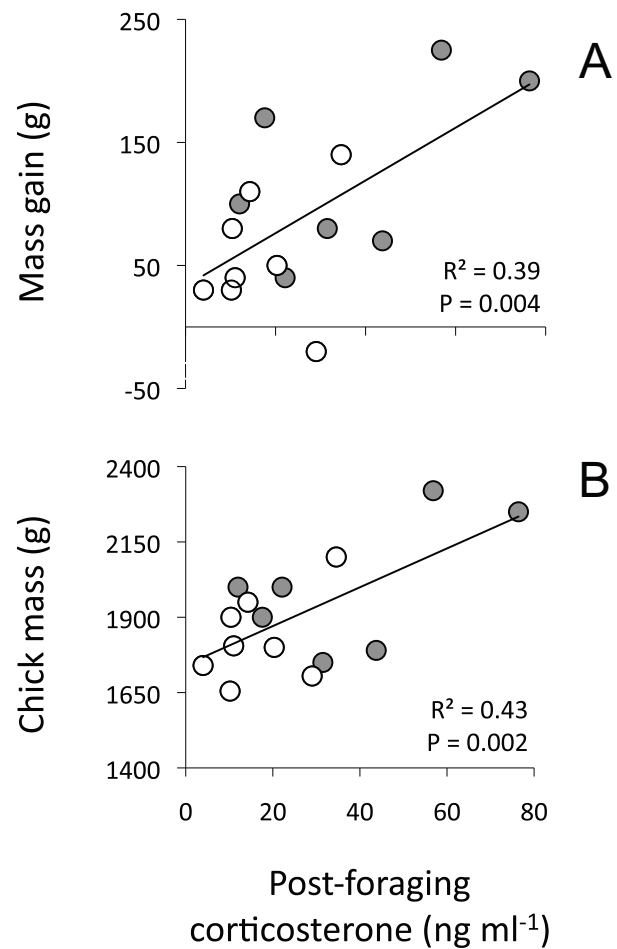 A
250
150
50
-50
Mass gain (g)
R² = 0.39
P = 0.004
B
2400
2150
1900
1650
1400
Chick mass (g)
R² = 0.43
P = 0.002
0 20 40 60 80
Post-foraging
corticosterone (ng ml⁻¹)